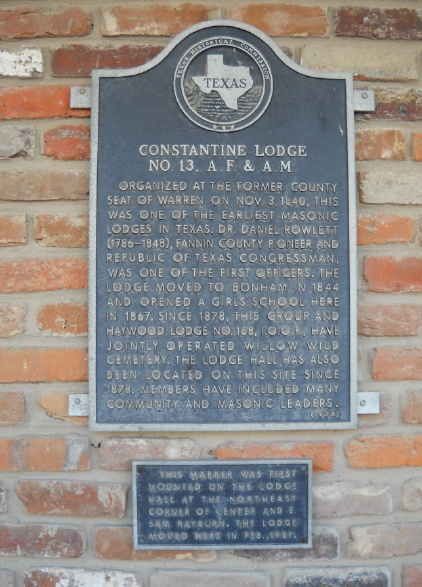 TEXAS HISTORICAL COMMISSION
TEXAS
CONSTANTINE LODGE
NO. 13, A.F. & A.M.
ORGANIZED AT THE FORMER COUNTY
SEAT OF WARREN ON NOV. 3, 1840, THIS
WAS ONE OF THE EARLIEST MASONIC
LODGES IN TEXAS. DR. DANIEL ROWLETT
(1786-1848), FANNIN COUNTY PIONEER AND
REPUBLIC OF TEXAS CONGRESSMAN,
WAS ONE OF THE FIRST OFFICERS. THE
LODGE MOVED TO BONHAM IN 1844
AND OPENED A GIRLS SCHOOL HERE
IN 1867. SINCE 1878, THIS GROUP AND
HAYWOOD LODGE NO. 168, I.O.O.F., HAVE
JOINTLY OPERATED WILLOW WILD
CEMETERY. THE LODGE HALL HAS ALSO
BEEN LOCATED ON THIS SITE SINCE
1878. MEMBERS HAVE INCLUDED MANY
COMMUNITY AND MASONIC LEADERS.
THIS MARKER WAS FIRST
MOUNTED ON THE LODGE
HALL AT THE NORTHEAST
CORNER OF CENTER AND E
SAM RAYBURN. THE LODGE
MOVED HERE IN FEB.,